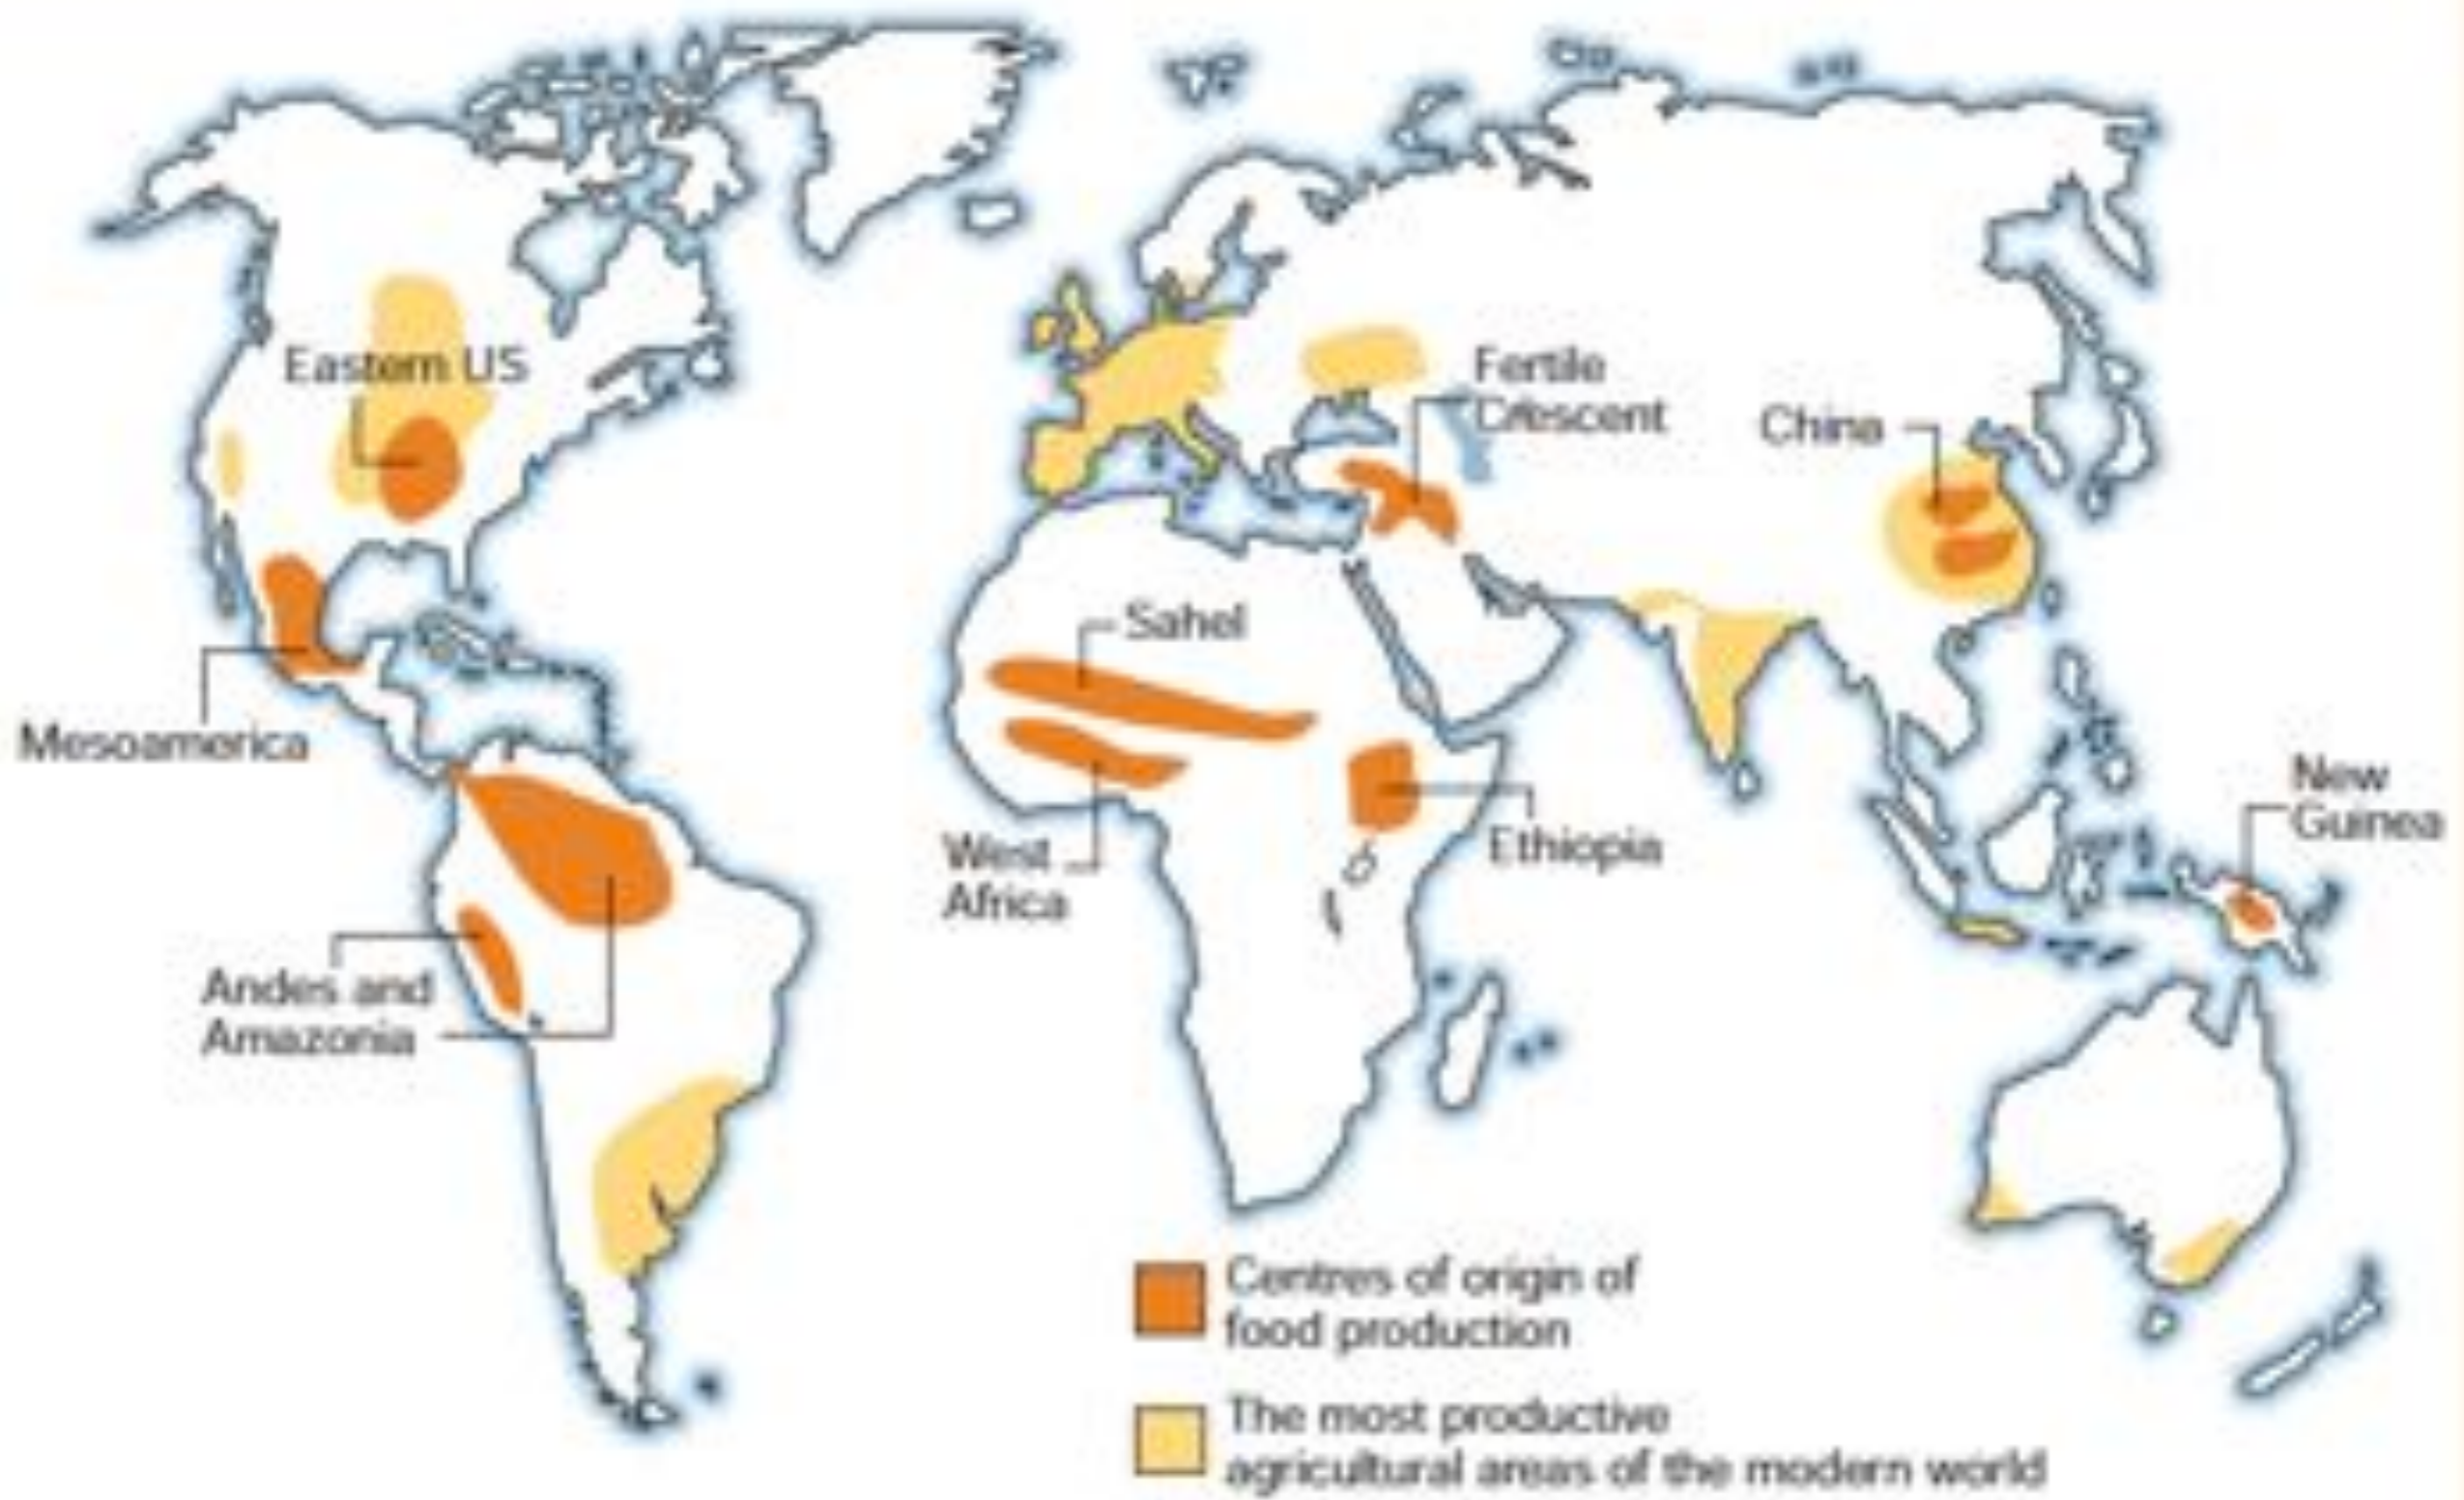 Eastern US
Fertile
Crescent
China
Sahel
Mesoamerica
New
Guinea
West
Africa
Ethiopia
Andes and
Amazonia
Centres of origin of
food production
The most productive
agricultural areas of the modern world